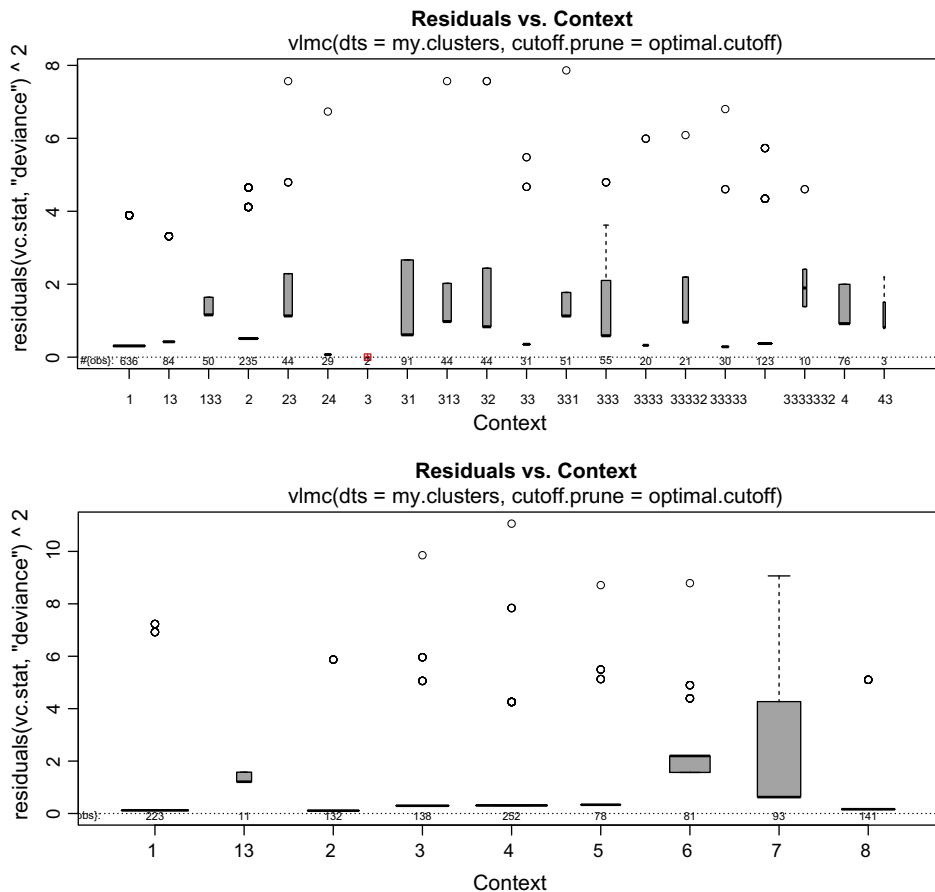 Residuals vs. Context
vlmc(dts = my.clusters, cutoff.prune = optimal.cutoff)
residuals(vc.stat, "deviance") ^ 2
8
6
4
2
0
#{obs}: 636 84 50 235 44 29 2 91 44 44 31 51 55 20 21 30 123 10 76 3
1 13 133 2 23 24 3 31 313 32 33 331 333 3333 33332 33333 3333332 4 43
Context
Residuals vs. Context
vlmc(dts = my.clusters, cutoff.prune = optimal.cutoff)
residuals(vc.stat, "deviance") ^ 2
10
8
6
4
2
0
obs}: 223 11 132 138 252 78 81 93 141
1 13 2 3 4 5 6 7 8
Context